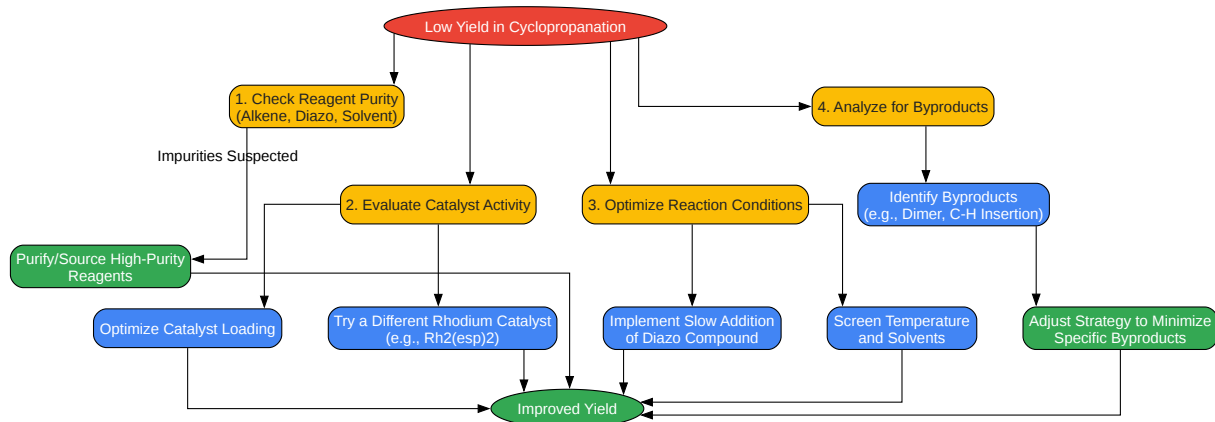 Low Yield in Cyclopropanation
1. Check Reagent Purity
(Alkene, Diazo, Solvent)
4. Analyze for Byproducts
Impurities Suspected
2. Evaluate Catalyst Activity
3. Optimize Reaction Conditions
Identify Byproducts
(e.g., Dimer, C-H Insertion)
Purify/Source High-Purity
Reagents
Optimize Catalyst Loading
Try a Different Rhodium Catalyst
(e.g., Rh2(esp)2)
Implement Slow Addition
of Diazo Compound
Screen Temperature
and Solvents
Adjust Strategy to Minimize
Specific Byproducts
Improved Yield